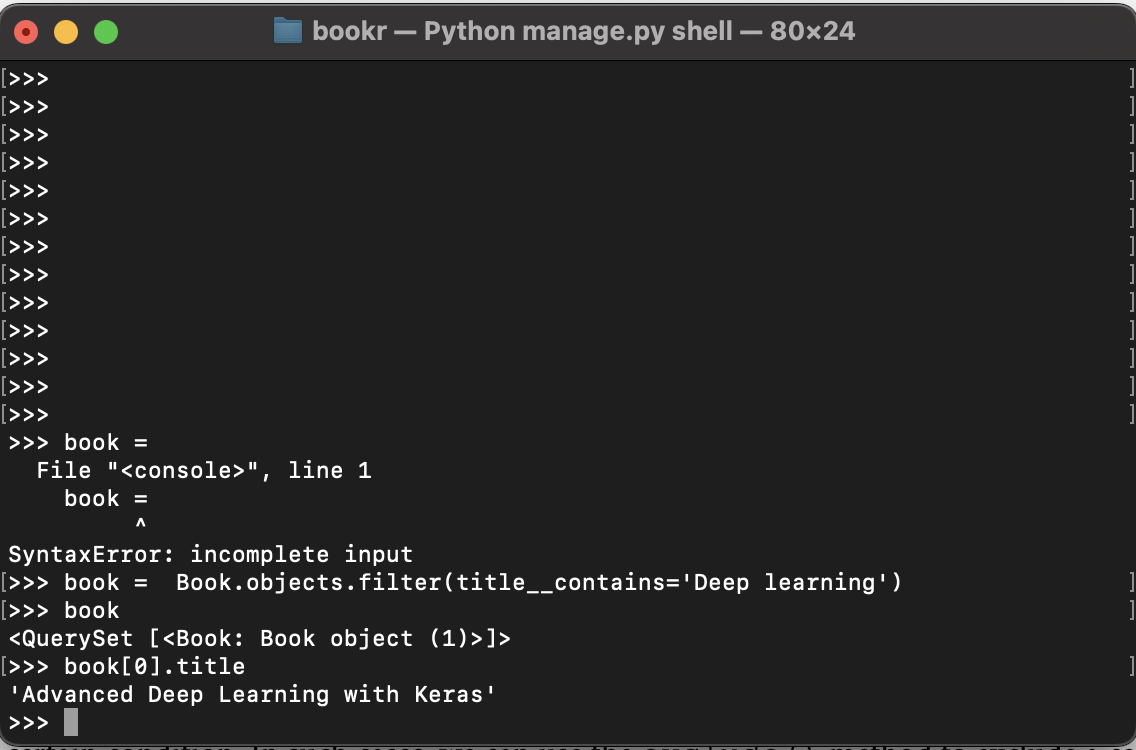 bookr — Python manage.py shell — 80×24
[>>> ]
[>>> ]
[>>> ]
[>>> ]
[>>> ]
[>>> ]
[>>> ]
[>>> ]
[>>> ]
[>>> ]
[>>> ]
[>>> ]
[>>> ]
>>> book =
  File "<console>", line 1
    book =
         ^
SyntaxError: incomplete input
[>>> book =  Book.objects.filter(title__contains='Deep learning') ]
[>>> book ]
<QuerySet [<Book: Book object (1)>]>
[>>> book[0].title ]
'Advanced Deep Learning with Keras'
>>>